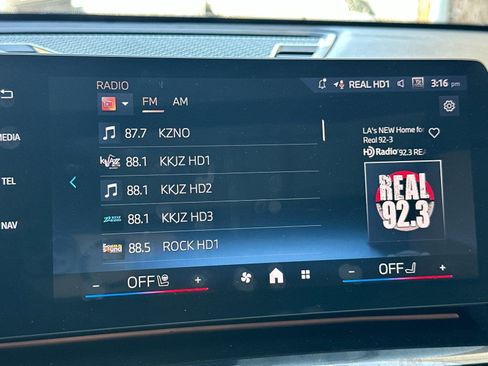 RADIO
REAL HD1
3:16 pm
FM AM
MEDIA
TEL
NAV
87.7 KZNO
88.1 KKJZ HD1
88.1 KKJZ HD2
88.1 KKJZ HD3
88.5 ROCK HD1
LA's NEW Home for
Real 92-3
HD Radio 92.3 REA
REAL
92.3
- OFF +
- OFF +